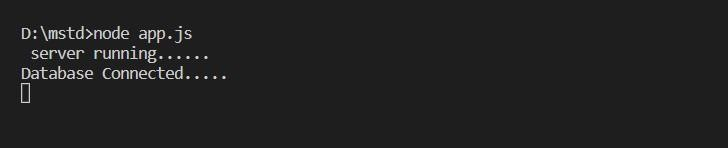 D:\mstd>node app.js
server running......
Database Connected.....